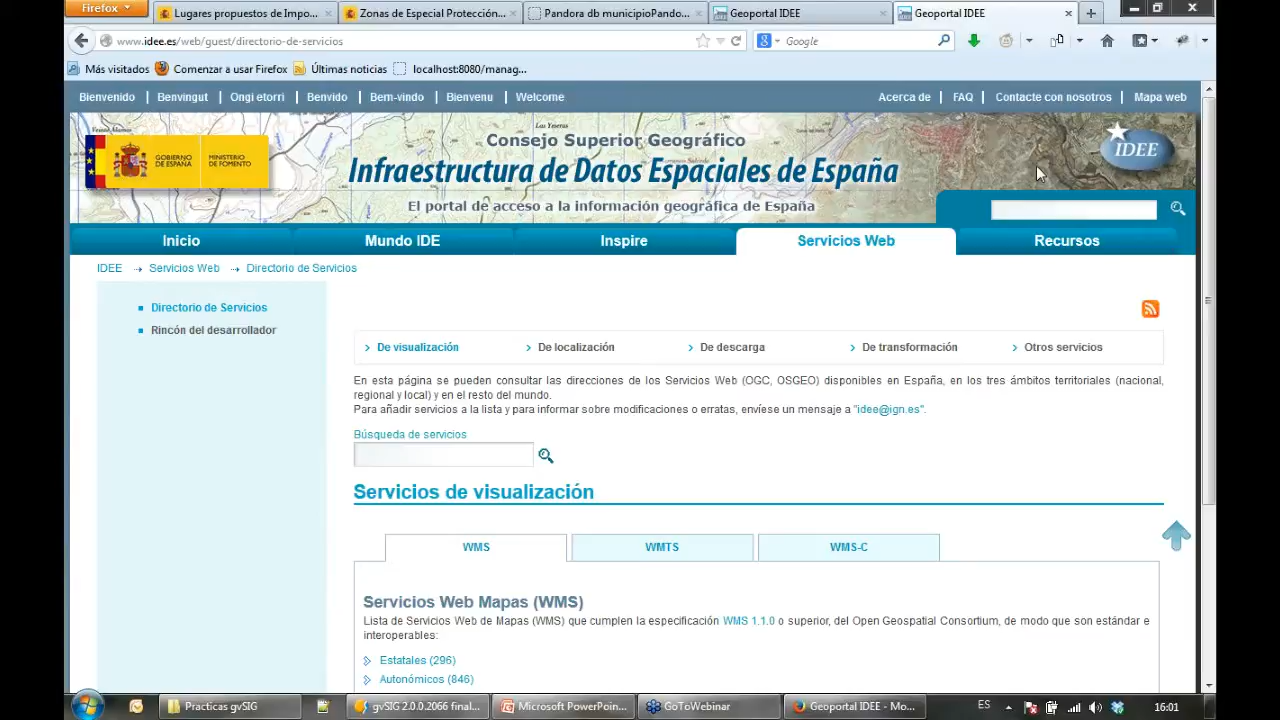 Firefox
Lugares propuestos de Impo...
Zonas de Especial Protección...
Pandora db municipioPando...
Geoportal IDEE
Geoportal IDEE
www.idee.es/web/guest/directorio-de-servicios
Google
Más visitados
Comenzar a usar Firefox
Últimas noticias
localhost:8080/manag...
Bienvenido | Benvingut | Ongi etorri | Benvido | Bem-vindo | Bienvenu | Welcome
Acerca de | FAQ | Contacte con nosotros | Mapa web
GOBIERNO DE ESPAÑA
MINISTERIO DE FOMENTO
Consejo Superior Geográfico
Infraestructura de Datos Espaciales de España
El portal de acceso a la información geográfica de España
IDEE
Las Yeseras
Inicio
Mundo IDE
Inspire
Servicios Web
Recursos
IDEE → Servicios Web → Directorio de Servicios
Directorio de Servicios
Rincón del desarrollador
De visualización
De localización
De descarga
De transformación
Otros servicios
En esta página se pueden consultar las direcciones de los Servicios Web (OGC, OSGEO) disponibles en España, en los tres ámbitos territoriales (nacional,
regional y local) y en el resto del mundo.
Para añadir servicios a la lista y para informar sobre modificaciones o erratas, envíese un mensaje a "idee@ign.es".
Búsqueda de servicios
Servicios de visualización
WMS
WMTS
WMS-C
Servicios Web Mapas (WMS)
Lista de Servicios Web de Mapas (WMS) que cumplen la especificación WMS 1.1.0 o superior, del Open Geospatial Consortium, de modo que son estándar e
interoperables:
Estatales (296)
Autonómicos (846)
Practicas gvSIG
gvSIG 2.0.0.2066 final...
Microsoft PowerPoin...
GoToWebinar
Geoportal IDEE - Mo...
ES
16:01